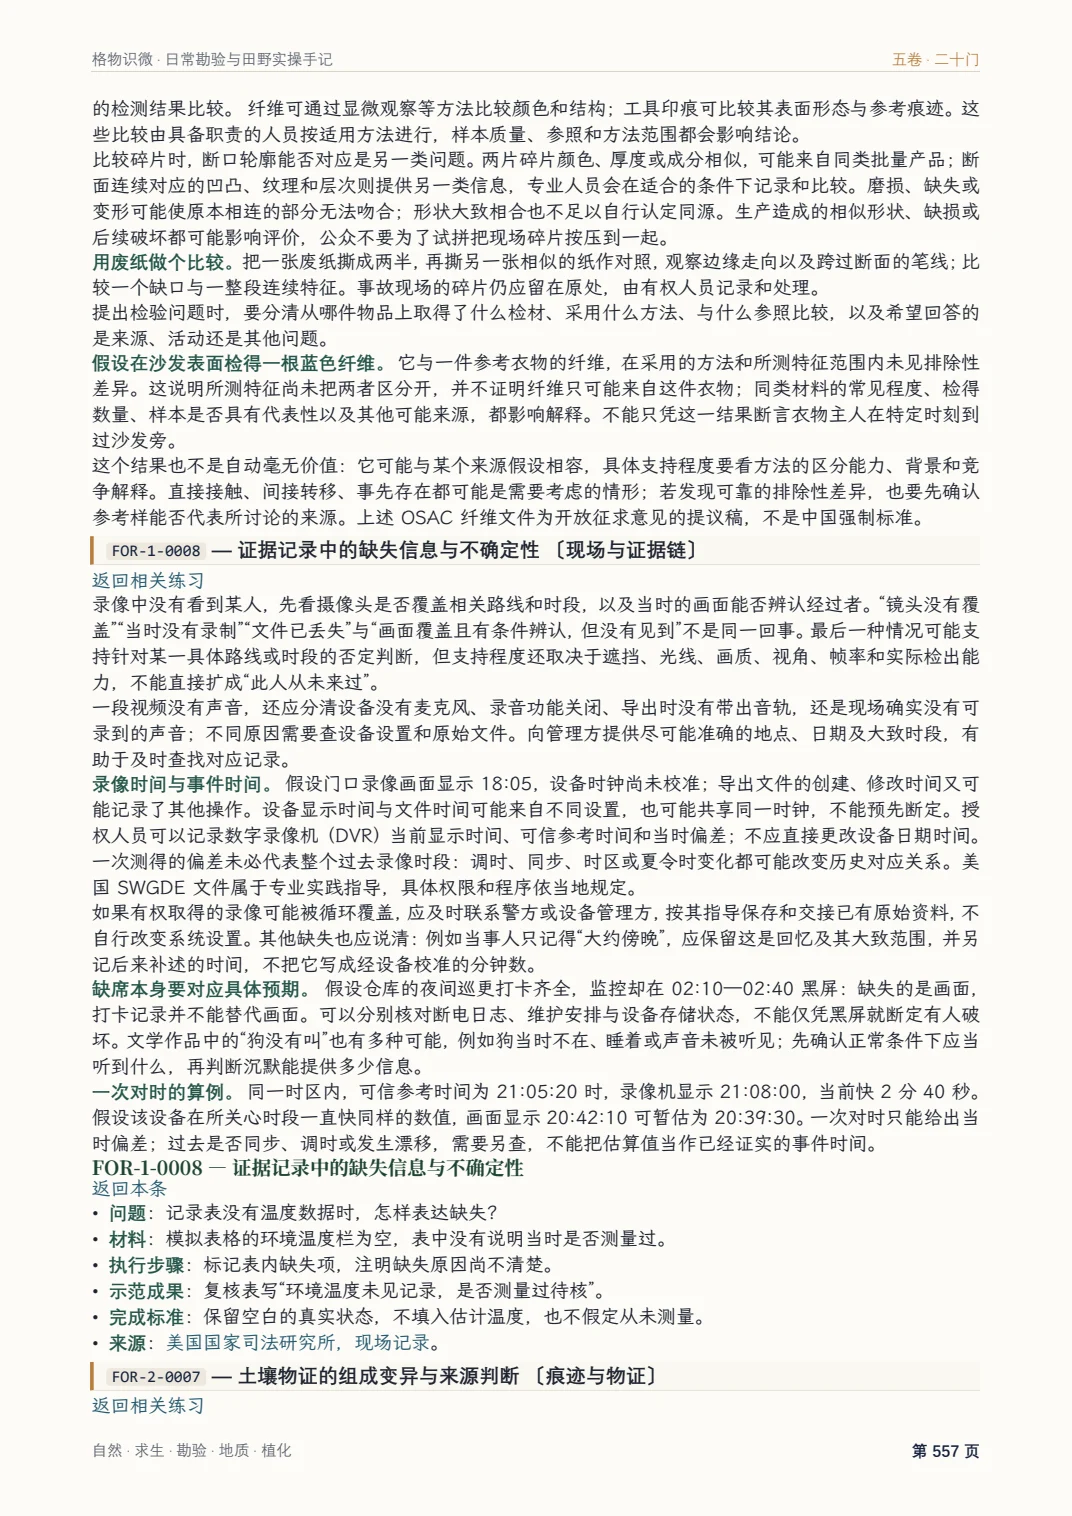 格物识微 · 日常勘验与田野实操手记
五卷 · 二十门
的检测结果比较。 纤维可通过显微观察等方法比较颜色和结构；工具印痕可比较其表面形态与参考痕迹。这
些比较由具备职责的人员按适用方法进行，样本质量、参照和方法范围都会影响结论。
比较碎片时，断口轮廓能否对应是另一类问题。两片碎片颜色、厚度或成分相似，可能来自同类批量产品；断
面连续对应的凹凸、纹理和层次则提供另一类信息，专业人员会在适合的条件下记录和比较。磨损、缺失或
变形可能使原本相连的部分无法吻合；形状大致相合也不足以自行认定同源。生产造成的相似形状、缺损或
后续破坏都可能影响评价，公众不要为了试拼把现场碎片按压到一起。
用废纸做个比较。把一张废纸撕成两半，再撕另一张相似的纸作对照，观察边缘走向以及跨过断面的笔线；比
较一个缺口与一整段连续特征。事故现场的碎片仍应留在原处，由有权人员记录和处理。
提出检验问题时，要分清从哪件物品上取得了什么检材、采用什么方法、与什么参照比较，以及希望回答的
是来源、活动还是其他问题。
假设在沙发表面检得一根蓝色纤维。 它与一件参考衣物的纤维，在采用的方法和所测特征范围内未见排除性
差异。这说明所测特征尚未把两者区分开，并不证明纤维只可能来自这件衣物；同类材料的常见程度、检得
数量、样本是否具有代表性以及其他可能来源，都影响解释。不能只凭这一结果断言衣物主人在特定时刻到
过沙发旁。
这个结果也不是自动毫无价值：它可能与某个来源假设相容，具体支持程度要看方法的区分能力、背景和竞
争解释。直接接触、间接转移、事先存在都可能是需要考虑的情形；若发现可靠的排除性差异，也要先确认
参考样能否代表所讨论的来源。上述 OSAC 纤维文件为开放征求意见的提议稿，不是中国强制标准。
FOR-1-0008 — 证据记录中的缺失信息与不确定性 〔现场与证据链〕
返回相关练习
录像中没有看到某人，先看摄像头是否覆盖相关路线和时段，以及当时的画面能否辨认经过者。“镜头没有覆
盖”“当时没有录制”“文件已丢失”与“画面覆盖且有条件辨认，但没有见到”不是同一回事。最后一种情况可能支
持针对某一具体路线或时段的否定判断，但支持程度还取决于遮挡、光线、画质、视角、帧率和实际检出能
力，不能直接扩成“此人从未来过”。
一段视频没有声音，还应分清设备没有麦克风、录音功能关闭、导出时没有带出音轨，还是现场确实没有可
录到的声音；不同原因需要查设备设置和原始文件。向管理方提供尽可能准确的地点、日期及大致时段，有
助于及时查找对应记录。
录像时间与事件时间。 假设门口录像画面显示 18:05，设备时钟尚未校准；导出文件的创建、修改时间又可
能记录了其他操作。设备显示时间与文件时间可能来自不同设置，也可能共享同一时钟，不能预先断定。授
权人员可以记录数字录像机（DVR）当前显示时间、可信参考时间和当时偏差；不应直接更改设备日期时间。
一次测得的偏差未必代表整个过去录像时段：调时、同步、时区或夏令时变化都可能改变历史对应关系。美
国 SWGDE 文件属于专业实践指导，具体权限和程序依当地规定。
如果有权取得的录像可能被循环覆盖，应及时联系警方或设备管理方，按其指导保存和交接已有原始资料，不
自行改变系统设置。其他缺失也应说清：例如当事人只记得“大约傍晚”，应保留这是回忆及其大致范围，并另
记后来补述的时间，不把它写成经设备校准的分钟数。
缺席本身要对应具体预期。 假设仓库的夜间巡更打卡齐全，监控却在 02:10—02:40 黑屏：缺失的是画面，
打卡记录并不能替代画面。可以分别核对断电日志、维护安排与设备存储状态，不能仅凭黑屏就断定有人破
坏。文学作品中的“狗没有叫”也有多种可能，例如狗当时不在、睡着或声音未被听见；先确认正常条件下应当
听到什么，再判断沉默能提供多少信息。
一次对时的算例。 同一时区内，可信参考时间为 21:05:20 时，录像机显示 21:08:00，当前快 2 分 40 秒。
假设该设备在所关心时段一直快同样的数值，画面显示 20:42:10 可暂估为 20:39:30。一次对时只能给出当
时偏差；过去是否同步、调时或发生漂移，需要另查，不能把估算值当作已经证实的事件时间。
FOR-1-0008 — 证据记录中的缺失信息与不确定性
返回本条
• 问题：记录表没有温度数据时，怎样表达缺失？
• 材料：模拟表格的环境温度栏为空，表中没有说明当时是否测量过。
• 执行步骤：标记表内缺失项，注明缺失原因尚不清楚。
• 示范成果：复核表写“环境温度未见记录，是否测量过待核”。
• 完成标准：保留空白的真实状态，不填入估计温度，也不假定从未测量。
• 来源：美国国家司法研究所，现场记录。
FOR-2-0007 — 土壤物证的组成变异与来源判断 〔痕迹与物证〕
返回相关练习
自然 · 求生 · 勘验 · 地质 · 植化
第 557 页